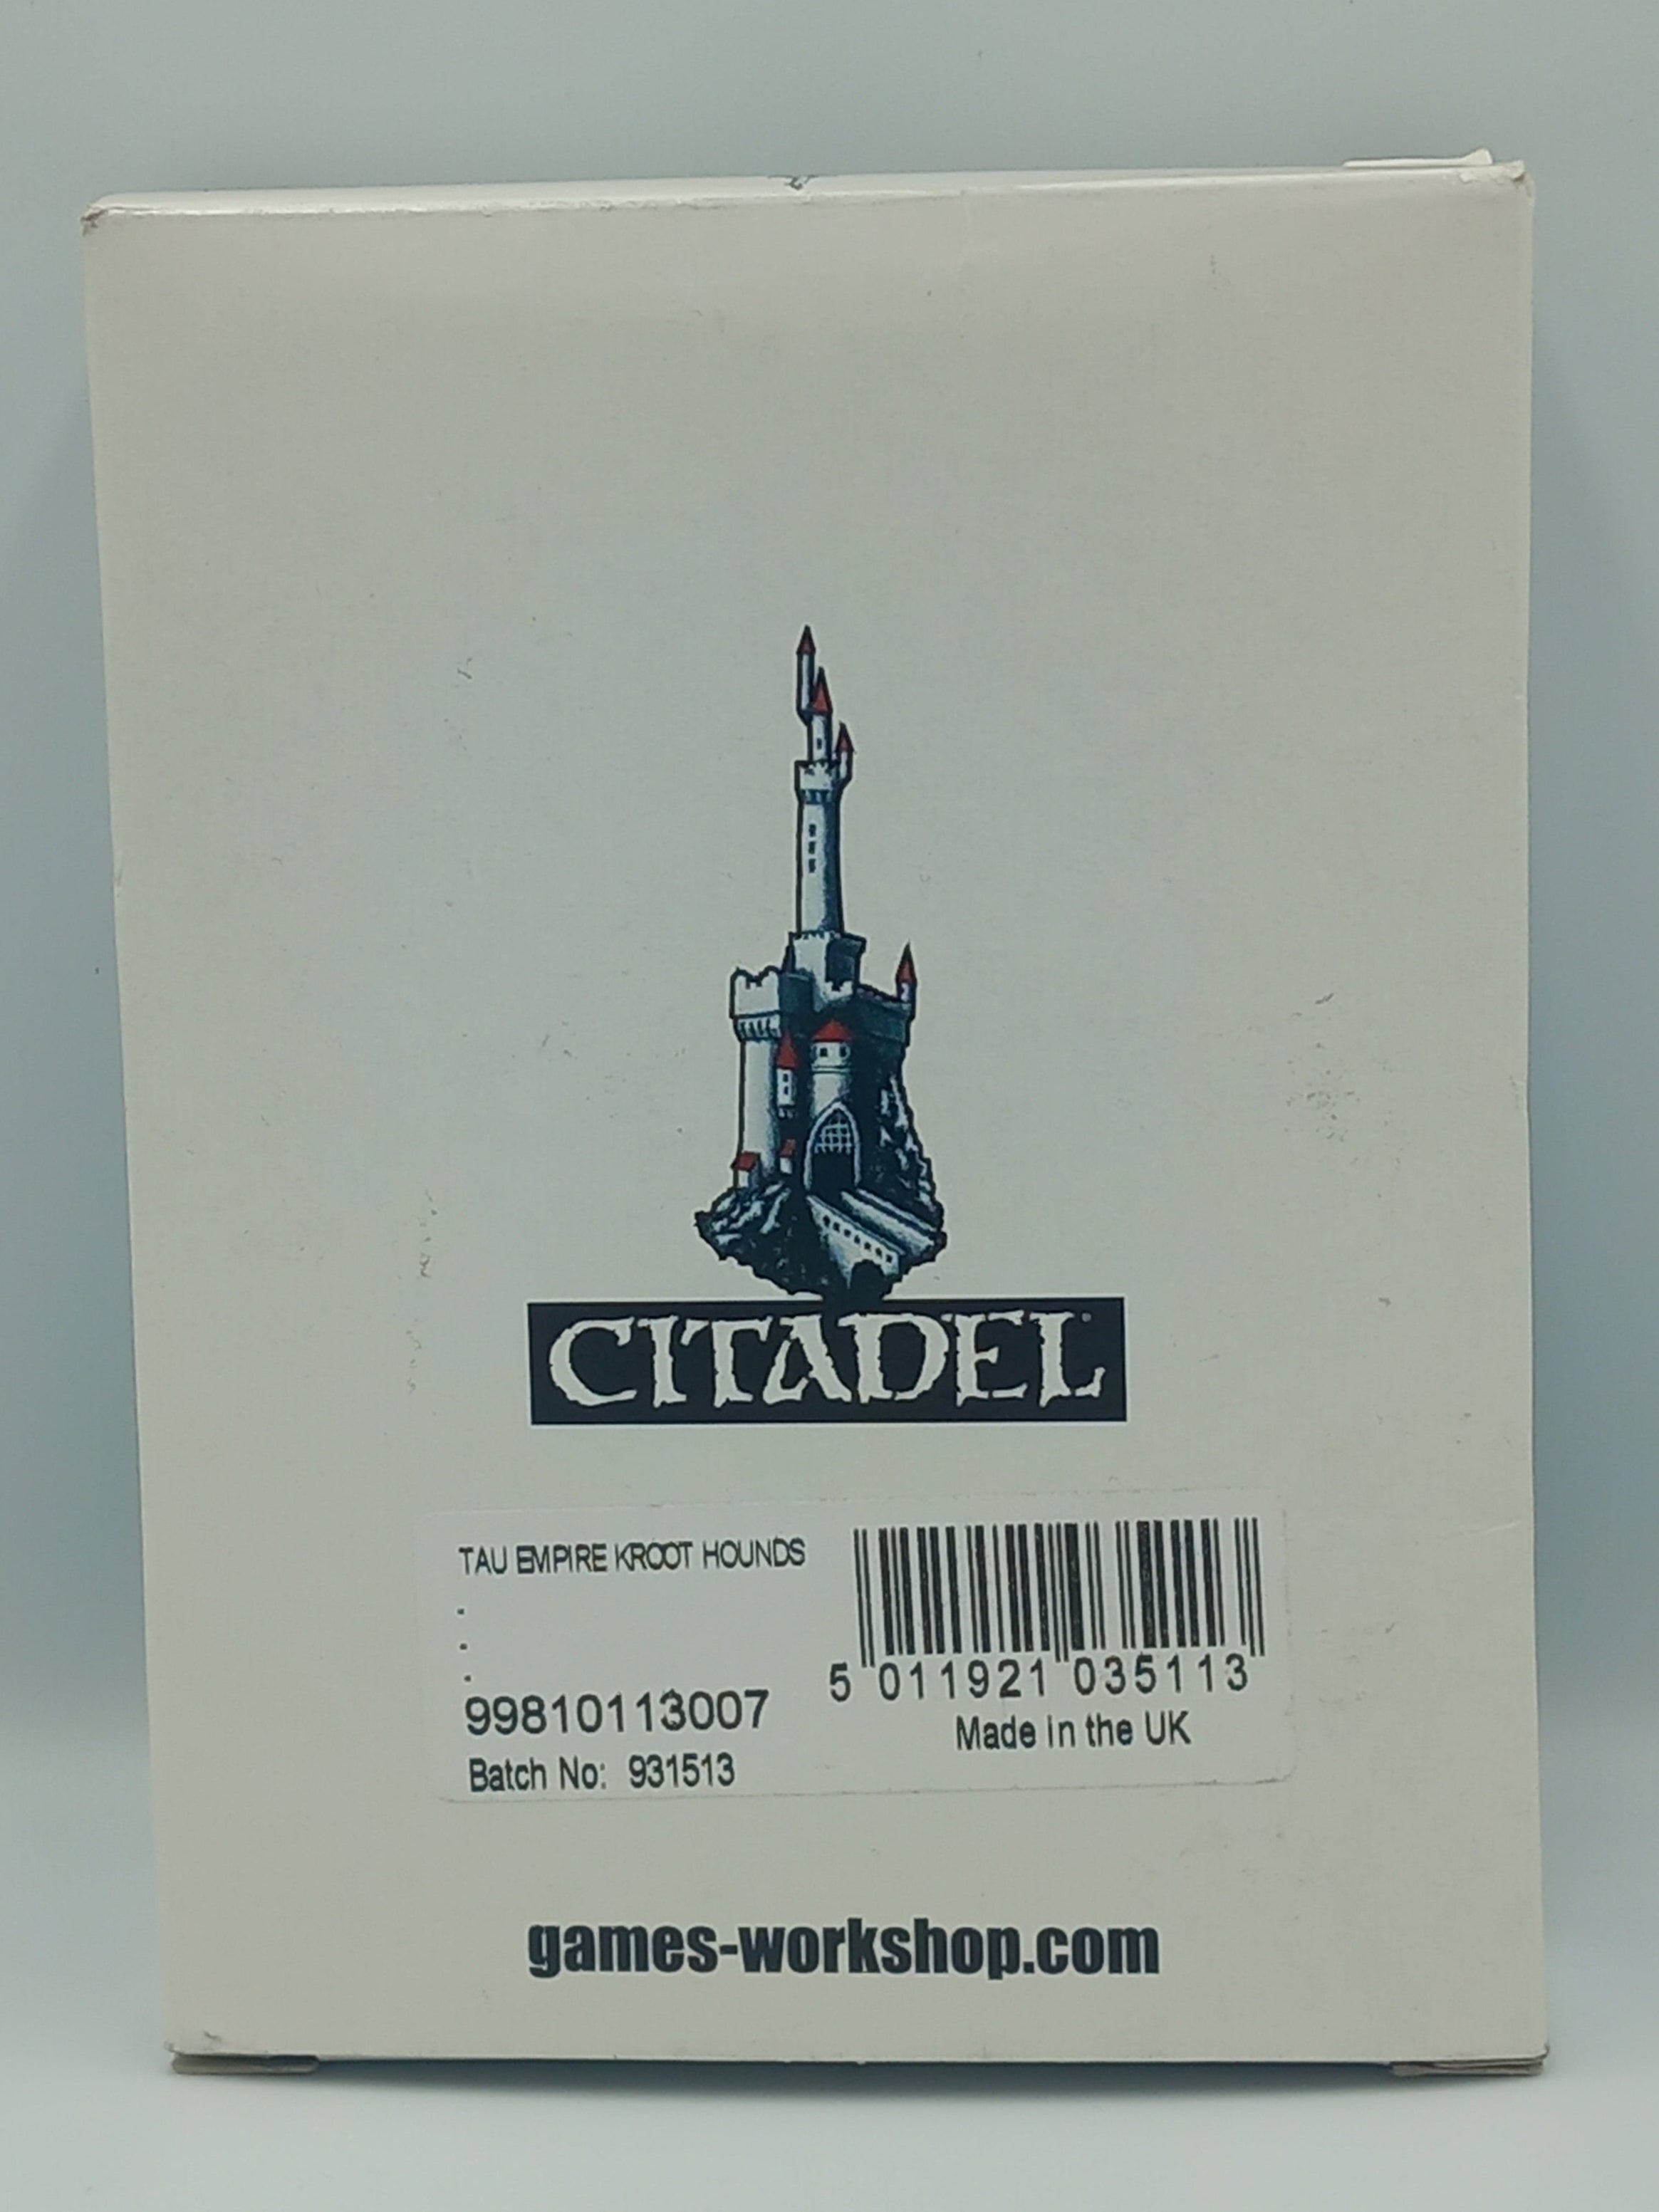 CITADEL
TAU EMPIRE KROOT HOUNDS
.
.
.
99810113007
Batch No: 931513
5 011921 035113
Made in the UK
games-workshop.com